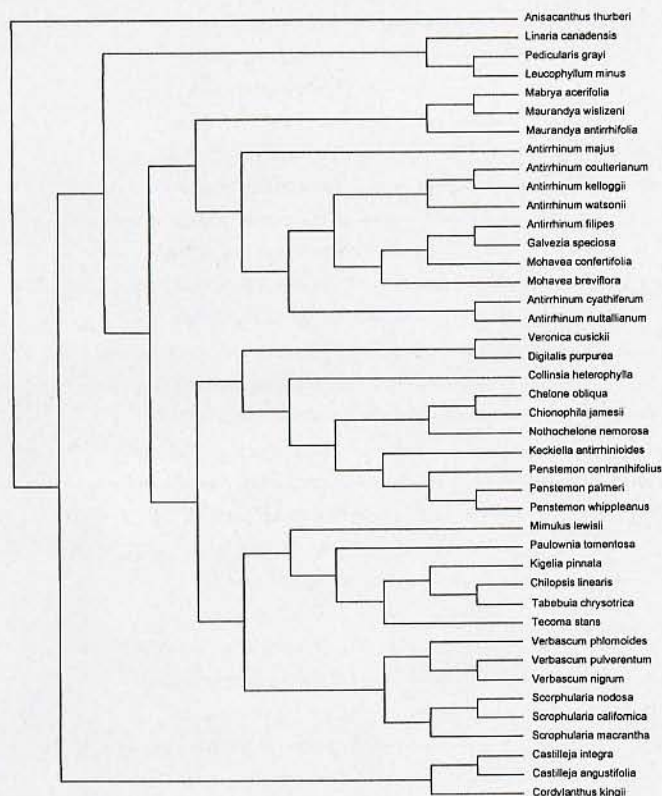 Anisacanthus thurberi
Linaria canadensis
Pedicularis grayi
Leucophyllum minus
Mabrya acerifolia
Maurandya wislizeni
Maurandya antirrhifolia
Antirrhinum majus
Antirrhinum coulterianum
Antirrhinum kelloggii
Antirrhinum watsonii
Antirrhinum filipes
Galvezia speciosa
Mohavea confertifolia
Mohavea breviflora
Antirrhinum cyathiferum
Antirrhinum nuttallianum
Veronica cusickii
Digitalis purpurea
Collinsia heterophylla
Chelone obliqua
Chionophila jamesii
Nothochelone nemorosa
Keckiella antirrhinioides
Penstemon centranthifolius
Penstemon palmeri
Penstemon whippleanus
Mimulus lewisii
Paulownia tomentosa
Kigelia pinnata
Chilopsis linearis
Tabebuia chrysotrica
Tecoma stans
Verbascum phlomoides
Verbascum pulverentum
Verbascum nigrum
Scorphularia nodosa
Scrophularia californica
Scrophularia macrantha
Castilleja integra
Castilleja angustifolia
Cordylanthus kingii